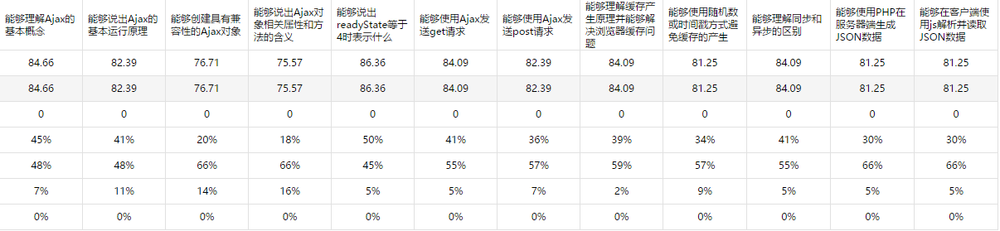 能够理解Ajax的 能够说出Ajax的 能够创建具有兼 能够说出Ajax对 能够说出 能够使用Ajax发 能够使用Ajax发 能够理解缓存产 能够使用随机数 能够理解同步和 能够使用PHP在 能够在客户端使
基本概念 基本运行原理 容性的Ajax对象 象相关属性和方 readyState等于 送get请求 送post请求 生原理并能够解 或时间戳方式避 异步的区别 服务器端生成 用js解析并读取
法的含义 4时表示什么 决浏览器缓存问 免缓存的产生 JSON数据 JSON数据
题
84.66 82.39 76.71 75.57 86.36 84.09 82.39 84.09 81.25 84.09 81.25 81.25
84.66 82.39 76.71 75.57 86.36 84.09 82.39 84.09 81.25 84.09 81.25 81.25
0 0 0 0 0 0 0 0 0 0 0 0
45% 41% 20% 18% 50% 41% 36% 39% 34% 41% 30% 30%
48% 48% 66% 66% 45% 55% 57% 59% 57% 55% 66% 66%
7% 11% 14% 16% 5% 5% 7% 2% 9% 5% 5% 5%
0% 0% 0% 0% 0% 0% 0% 0% 0% 0% 0% 0%